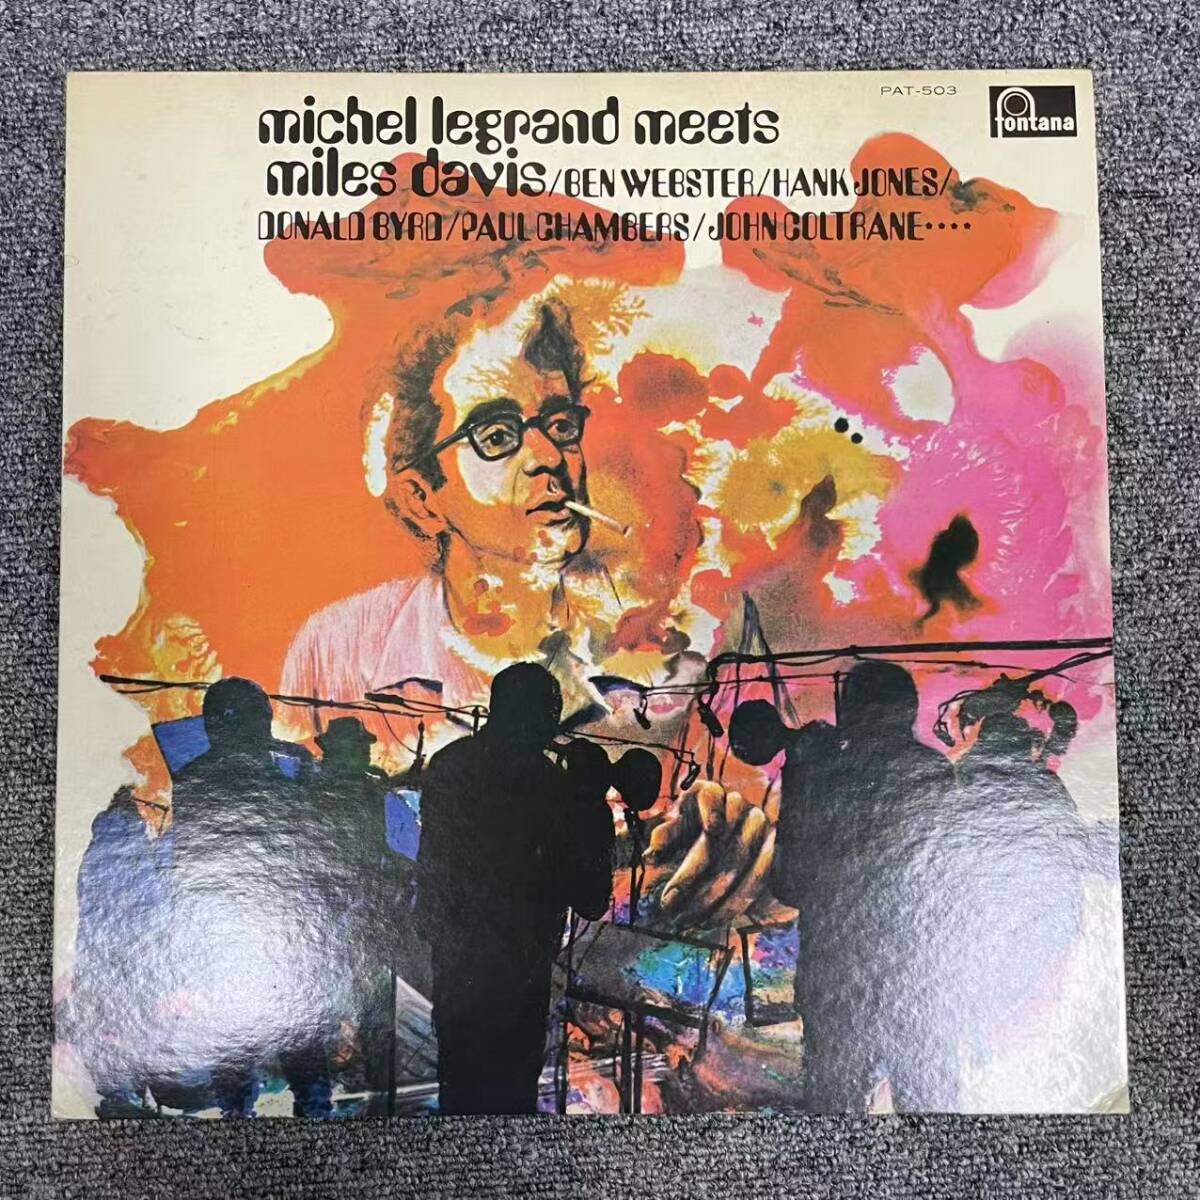 PAT-503
fontana
michel legrand meets
miles davis/BEN WEBSTER/HANK JONES/
DONALD BYRD/PAUL CHAMBERS/JOHN COLTRANE····